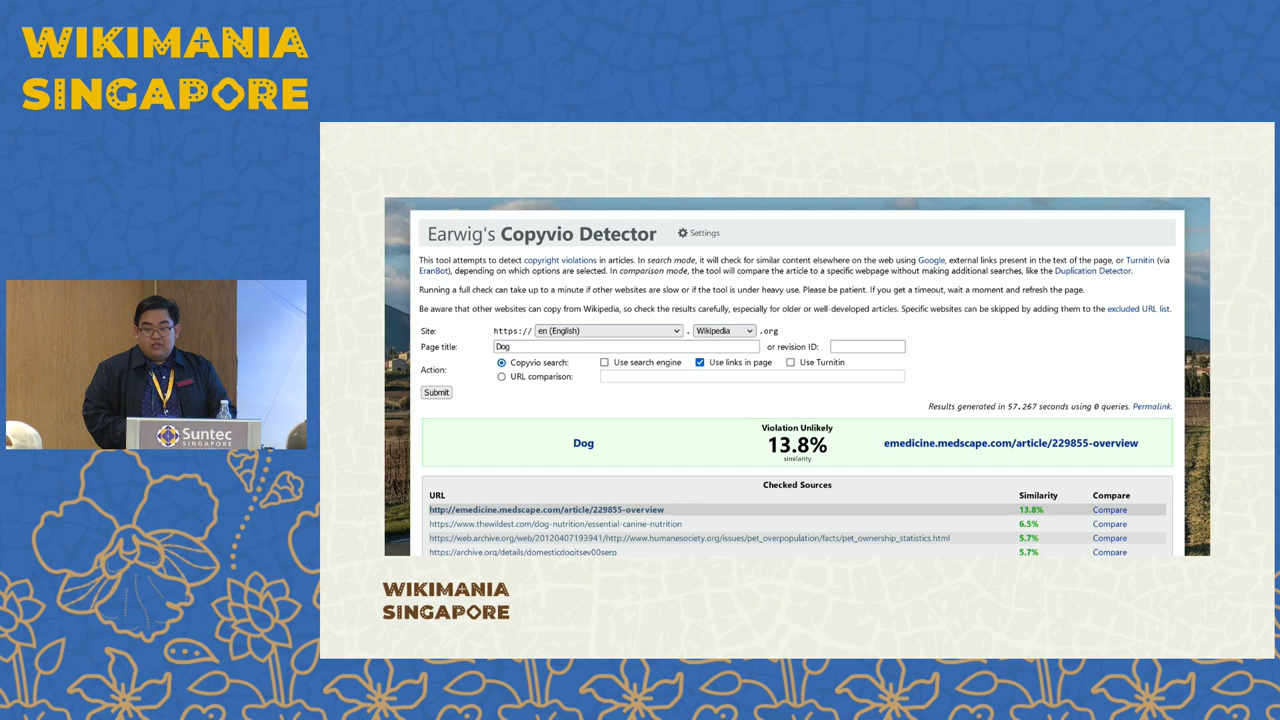 WIKIMANIA
SINGAPORE
Suntec
SINGAPORE
Earwig's Copyvio Detector Settings
This tool attempts to detect copyright violations in articles. In search mode, it will check for similar content elsewhere on the web using Google, external links present in the text of the page, or Turnitin (via
EranBot), depending on which options are selected. In comparison mode, the tool will compare the article to a specific webpage without making additional searches, like the Duplication Detector.
Running a full check can take up to a minute if other websites are slow or if the tool is under heavy use. Please be patient. If you get a timeout, wait a moment and refresh the page.
Be aware that other websites can copy from Wikipedia, so check the results carefully, especially for older or well-developed articles. Specific websites can be skipped by adding them to the excluded URL list.
Site: https:// en (English) . Wikipedia .org
Page title: Dog or revision ID:
Action: Copyvio search: Use search engine Use links in page Use Turnitin
URL comparison:
Submit
Results generated in 57.267 seconds using 0 queries. Permalink.
Violation Unlikely
Dog 13.8% emedicine.medscape.com/article/229855-overview
similarity
Checked Sources
URL Similarity Compare
http://emedicine.medscape.com/article/229855-overview 13.8% Compare
https://www.thewildest.com/dog-nutrition/essential-canine-nutrition 6.5% Compare
https://web.archive.org/web/20120407193941/http://www.humanesociety.org/issues/pet_overpopulation/facts/pet_ownership_statistics.html 5.7% Compare
https://archive.org/details/domesticdogitsev00serp 5.7% Compare
WIKIMANIA
SINGAPORE